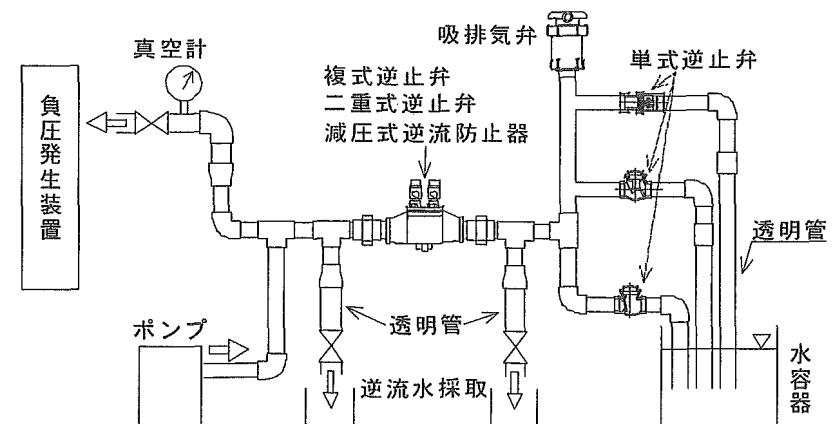 真空計
吸排気弁
単式逆止弁
複式逆止弁
二重式逆止弁
減圧式逆流防止器
負圧発生装置
透明管
ポンプ
透明管
逆流水採取
水容器